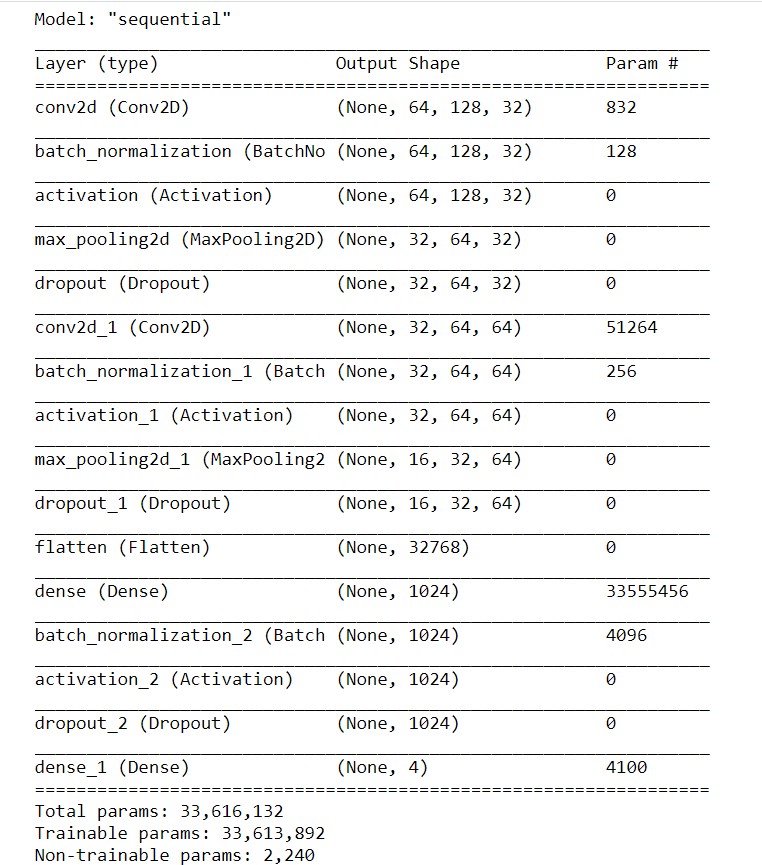 Model: "sequential"
Layer (type) Output Shape Param #
conv2d (Conv2D) (None, 64, 128, 32) 832
batch_normalization (BatchNo (None, 64, 128, 32) 128
activation (Activation) (None, 64, 128, 32) 0
max_pooling2d (MaxPooling2D) (None, 32, 64, 32) 0
dropout (Dropout) (None, 32, 64, 32) 0
conv2d_1 (Conv2D) (None, 32, 64, 64) 51264
batch_normalization_1 (Batch (None, 32, 64, 64) 256
activation_1 (Activation) (None, 32, 64, 64) 0
max_pooling2d_1 (MaxPooling2 (None, 16, 32, 64) 0
dropout_1 (Dropout) (None, 16, 32, 64) 0
flatten (Flatten) (None, 32768) 0
dense (Dense) (None, 1024) 33555456
batch_normalization_2 (Batch (None, 1024) 4096
activation_2 (Activation) (None, 1024) 0
dropout_2 (Dropout) (None, 1024) 0
dense_1 (Dense) (None, 4) 4100
Total params: 33,616,132
Trainable params: 33,613,892
Non-trainable params: 2,240